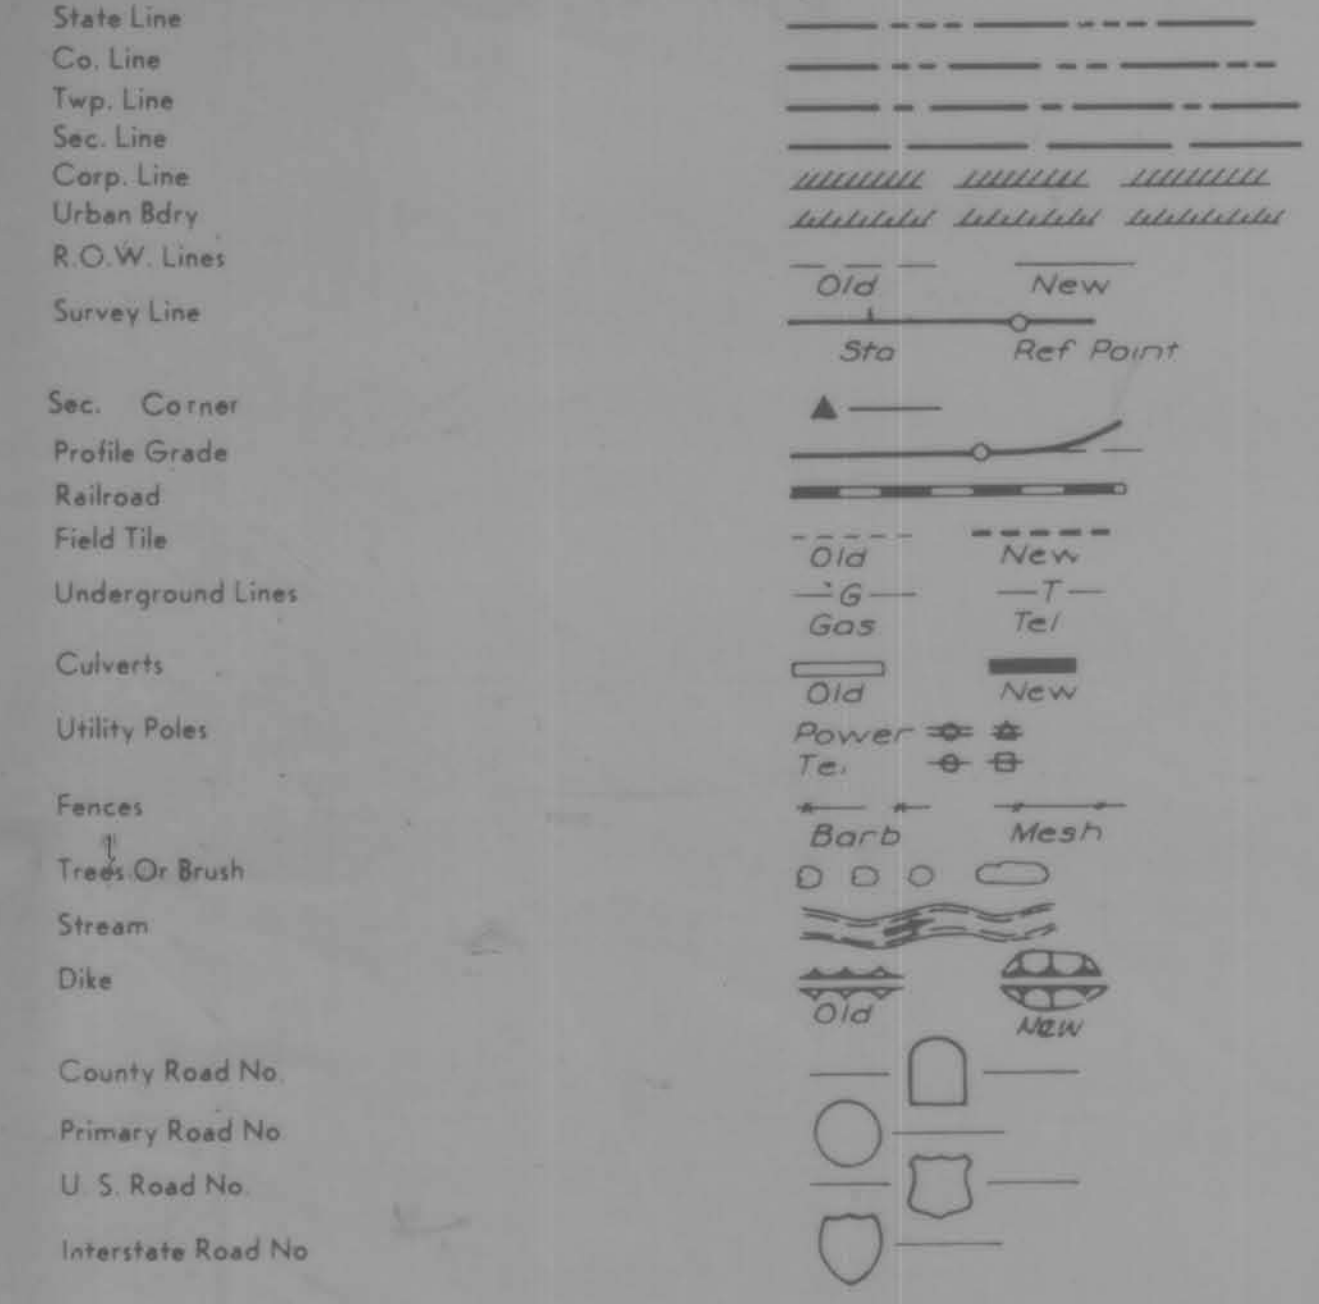 State Line
Co. Line
Twp. Line
Sec. Line
Corp. Line
Urban Bdry
R.O.W. Lines
Old New
Survey Line
Sta Ref Point
Sec. Corner
Profile Grade
Railroad
Field Tile
Old New
Underground Lines G T
Gas Tel
Culverts
Old New
Utility Poles Power
Te.
Fences
Barb Mesh
Trees Or Brush
Stream
Dike
Old New
County Road No.
Primary Road No
U. S. Road No.
Interstate Road No